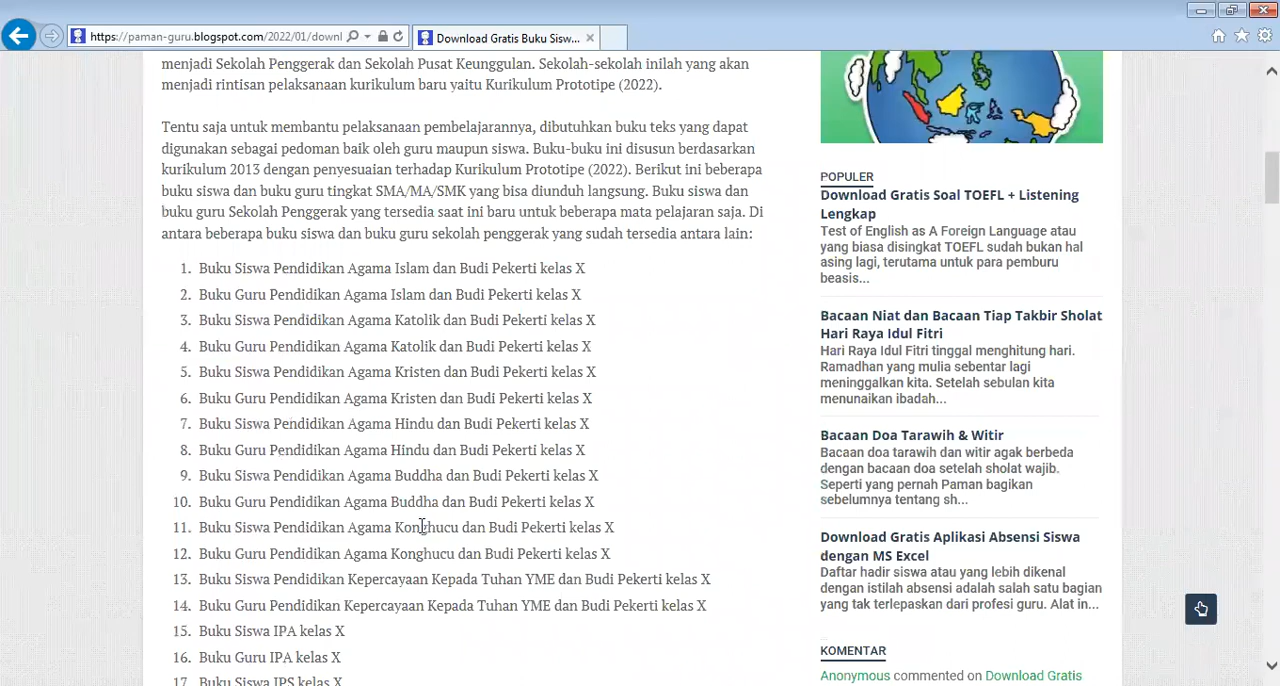 https://paman-guru.blogspot.com/2022/01/downl
Download Gratis Buku Sisw...
menjadi Sekolah Penggerak dan Sekolah Pusat Keunggulan. Sekolah-sekolah inilah yang akan
menjadi rintisan pelaksanaan kurikulum baru yaitu Kurikulum Prototipe (2022).
Tentu saja untuk membantu pelaksanaan pembelajarannya, dibutuhkan buku teks yang dapat
digunakan sebagai pedoman baik oleh guru maupun siswa. Buku-buku ini disusun berdasarkan
kurikulum 2013 dengan penyesuaian terhadap Kurikulum Prototipe (2022). Berikut ini beberapa
buku siswa dan buku guru tingkat SMA/MA/SMK yang bisa diunduh langsung. Buku siswa dan
buku guru Sekolah Penggerak yang tersedia saat ini baru untuk beberapa mata pelajaran saja. Di
antara beberapa buku siswa dan buku guru sekolah penggerak yang sudah tersedia antara lain:
1. Buku Siswa Pendidikan Agama Islam dan Budi Pekerti kelas X
2. Buku Guru Pendidikan Agama Islam dan Budi Pekerti kelas X
3. Buku Siswa Pendidikan Agama Katolik dan Budi Pekerti kelas X
4. Buku Guru Pendidikan Agama Katolik dan Budi Pekerti kelas X
5. Buku Siswa Pendidikan Agama Kristen dan Budi Pekerti kelas X
6. Buku Guru Pendidikan Agama Kristen dan Budi Pekerti kelas X
7. Buku Siswa Pendidikan Agama Hindu dan Budi Pekerti kelas X
8. Buku Guru Pendidikan Agama Hindu dan Budi Pekerti kelas X
9. Buku Siswa Pendidikan Agama Buddha dan Budi Pekerti kelas X
10. Buku Guru Pendidikan Agama Buddha dan Budi Pekerti kelas X
11. Buku Siswa Pendidikan Agama Konghucu dan Budi Pekerti kelas X
12. Buku Guru Pendidikan Agama Konghucu dan Budi Pekerti kelas X
13. Buku Siswa Pendidikan Kepercayaan Kepada Tuhan YME dan Budi Pekerti kelas X
14. Buku Guru Pendidikan Kepercayaan Kepada Tuhan YME dan Budi Pekerti kelas X
15. Buku Siswa IPA kelas X
16. Buku Guru IPA kelas X
17. Buku Siswa IPS kelas X
POPULER
Download Gratis Soal TOEFL + Listening
Lengkap
Test of English as A Foreign Language atau
yang biasa disingkat TOEFL sudah bukan hal
asing lagi, terutama untuk para pemburu
beasis...
Bacaan Niat dan Bacaan Tiap Takbir Sholat
Hari Raya Idul Fitri
Hari Raya Idul Fitri tinggal menghitung hari.
Ramadhan yang mulia sebentar lagi
meninggalkan kita. Setelah sebulan kita
menunaikan ibadah...
Bacaan Doa Tarawih & Witir
Bacaan doa tarawih dan witir agak berbeda
dengan bacaan doa setelah sholat wajib.
Seperti yang pernah Paman bagikan
sebelumnya tentang sh...
Download Gratis Aplikasi Absensi Siswa
dengan MS Excel
Daftar hadir siswa atau yang lebih dikenal
dengan istilah absensi adalah salah satu bagian
yang tak terlepaskan dari profesi guru. Alat in...
KOMENTAR
Anonymous commented on Download Gratis